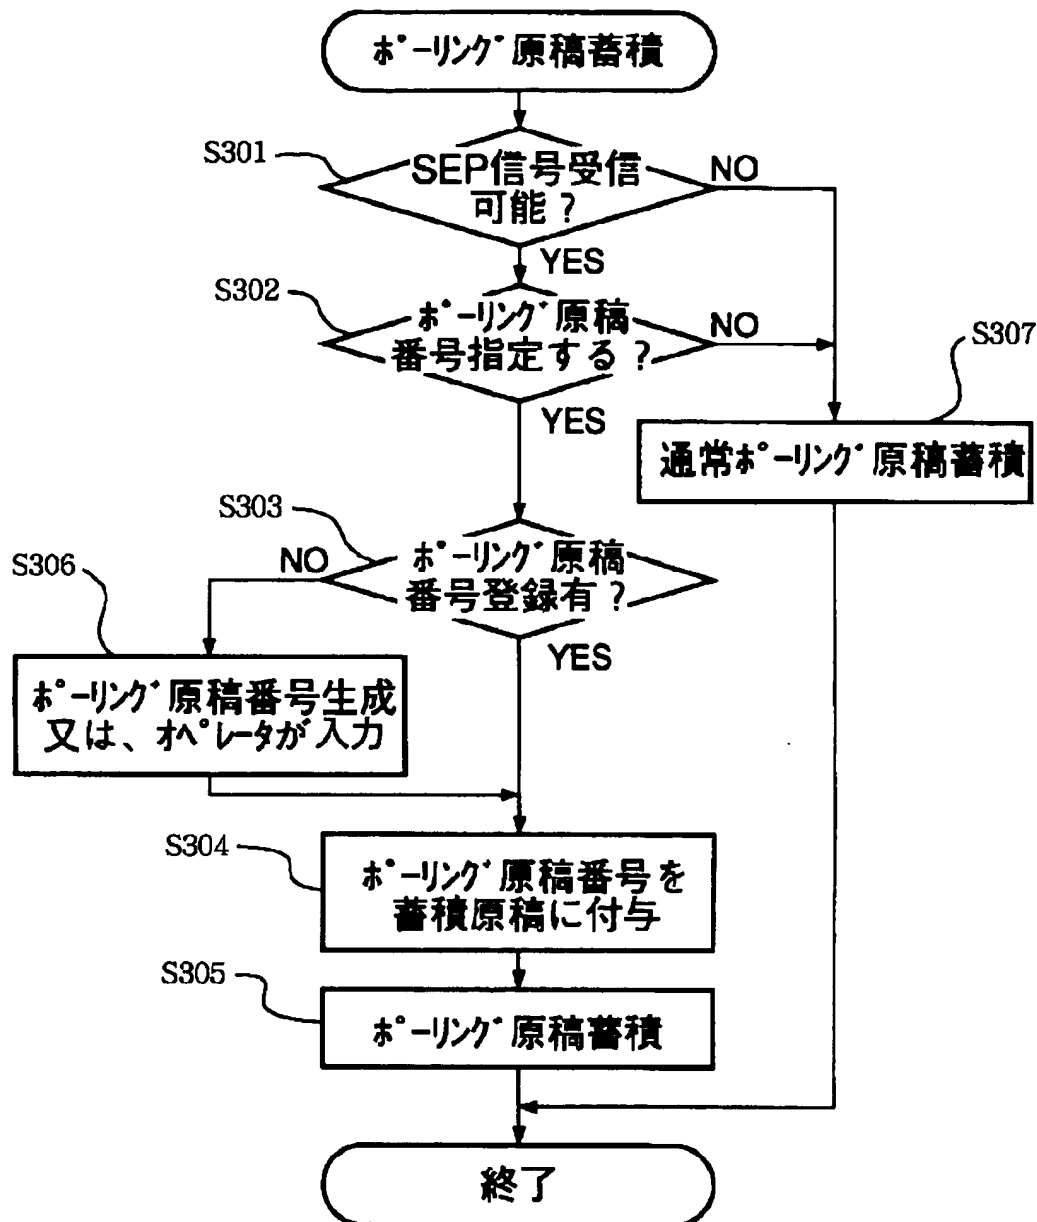 ﾎﾟｰﾘﾝｸﾞ原稿蓄積
S301
SEP信号受信
可能？
NO
YES
S302
ﾎﾟｰﾘﾝｸﾞ原稿
番号指定する？
NO
YES
S307
通常ﾎﾟｰﾘﾝｸﾞ原稿蓄積
S303
ﾎﾟｰﾘﾝｸﾞ原稿
番号登録有？
NO
YES
S306
ﾎﾟｰﾘﾝｸﾞ原稿番号生成
又は、ｵﾍﾟﾚｰﾀが入力
S304
ﾎﾟｰﾘﾝｸﾞ原稿番号を
蓄積原稿に付与
S305
ﾎﾟｰﾘﾝｸﾞ原稿蓄積
終了